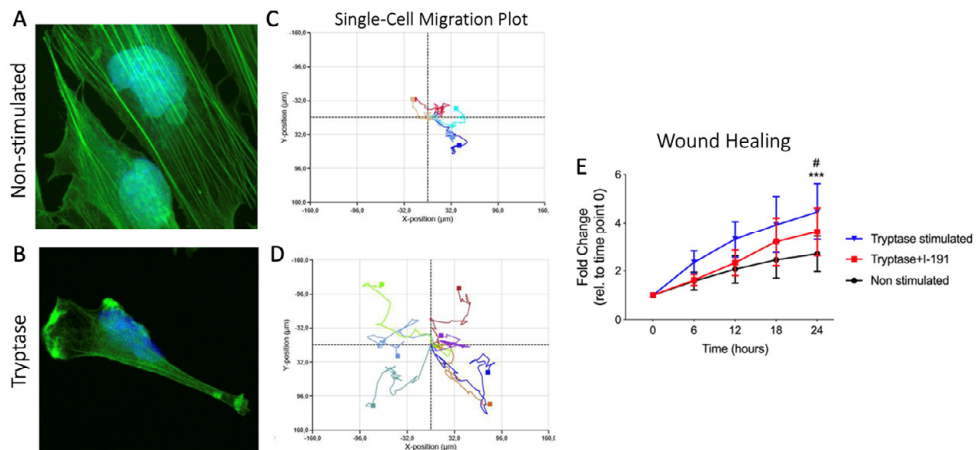 A
Non-stimulated
B
Tryptase
C
Single-Cell Migration Plot
-160,0
-96,0
-32,0
32,0
96,0
160,0
Y-position (µm)
-160,0 -96,0 -32,0 32,0 96,0 160,0
X-position (µm)
D
-160,0
-96,0
-32,0
32,0
96,0
160,0
Y-position (µm)
-160,0 -96,0 -32,0 32,0 96,0 160,0
X-position (µm)
Wound Healing
E
Fold Change
(rel. to time point 0)
6
4
2
0
0 6 12 18 24
Time (hours)
#
***
Tryptase stimulated
Tryptase+I-191
Non stimulated